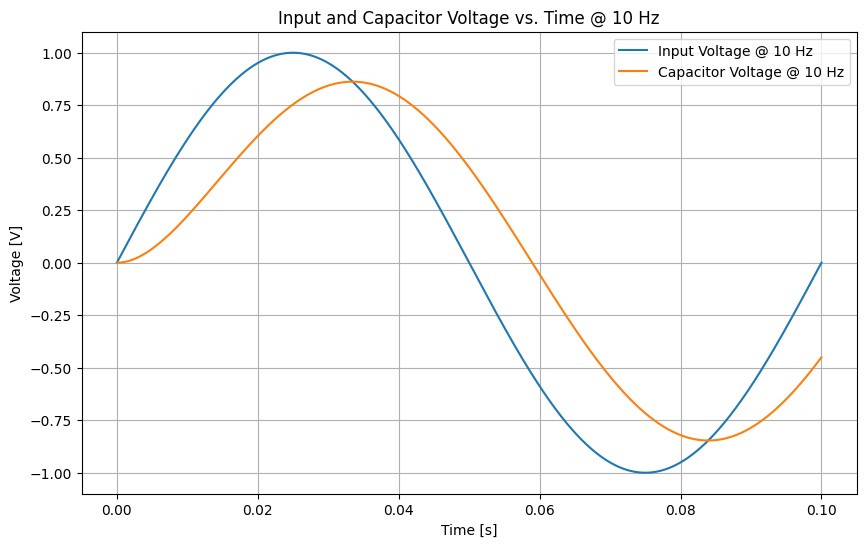 Input and Capacitor Voltage vs. Time @ 10 Hz
Input Voltage @ 10 Hz
Capacitor Voltage @ 10 Hz
Voltage [V]
1.00
0.75
0.50
0.25
0.00
−0.25
−0.50
−0.75
−1.00
0.00 0.02 0.04 0.06 0.08 0.10
Time [s]